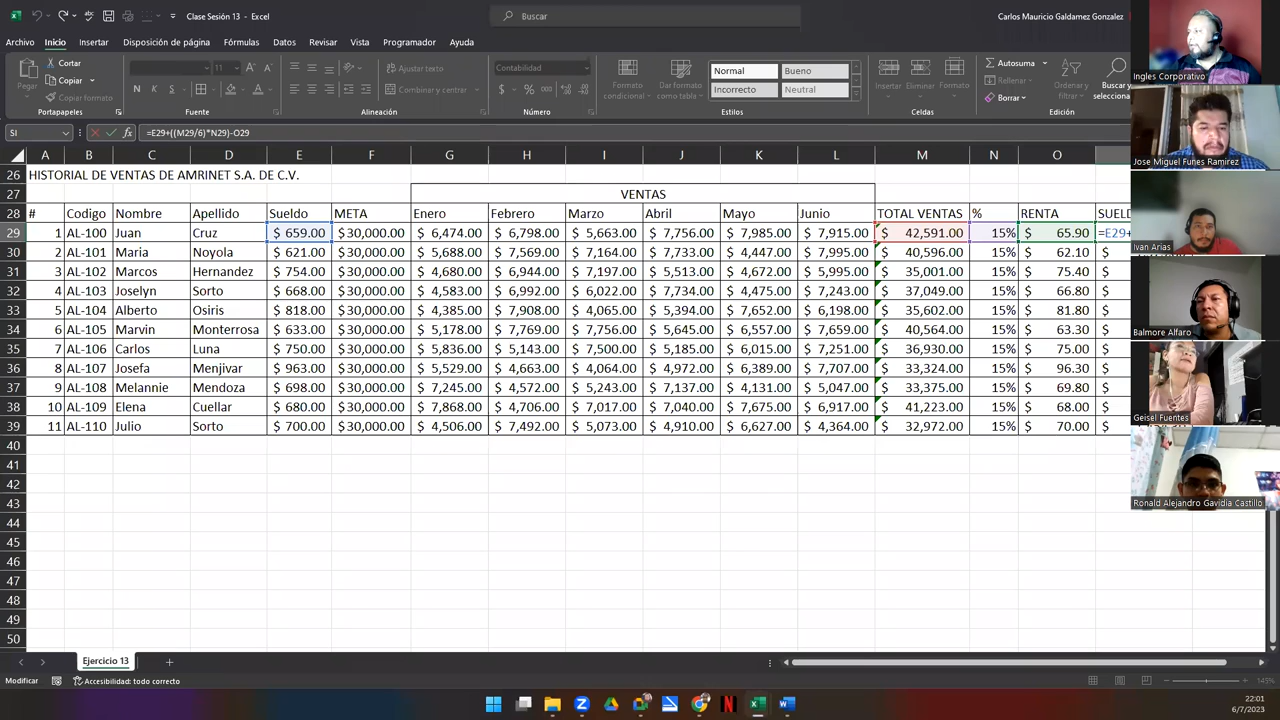 Clase Sesión 13 - Excel
Buscar
Carlos Mauricio Galdamez Gonzalez
Archivo Inicio Insertar Disposición de página Fórmulas Datos Revisar Vista Programador Ayuda
Pegar
Cortar
Copiar
Copiar formato
Portapapeles
11
N K S
Fuente
Ajustar texto
Combinar y centrar
Alineación
Contabilidad
$ % 000
Número
Formato condicional
Dar formato como tabla
Normal Bueno
Incorrecto Neutral
Estilos
Insertar Eliminar Formato
Celdas
Autosuma
Rellenar
Borrar
Ordenar y filtrar
Buscar y
Edición
SI
=E29+((M29/6)*N29)-O29
A B C D E F G H I J K L M N O
26 HISTORIAL DE VENTAS DE AMRINET S.A. DE C.V.
27 VENTAS
28 # Codigo Nombre Apellido Sueldo META Enero Febrero Marzo Abril Mayo Junio TOTAL VENTAS % RENTA
29 1 AL-100 Juan Cruz $ 659.00 $30,000.00 $ 6,474.00 $ 6,798.00 $ 5,663.00 $ 7,756.00 $ 7,985.00 $ 7,915.00 $ 42,591.00 15% $ 65.90 =E29+
30 2 AL-101 Maria Noyola $ 621.00 $30,000.00 $ 5,688.00 $ 7,569.00 $ 7,164.00 $ 7,733.00 $ 4,447.00 $ 7,995.00 $ 40,596.00 15% $ 62.10 $
31 3 AL-102 Marcos Hernandez $ 754.00 $30,000.00 $ 4,680.00 $ 6,944.00 $ 7,197.00 $ 5,513.00 $ 4,672.00 $ 5,995.00 $ 35,001.00 15% $ 75.40 $
32 4 AL-103 Joselyn Sorto $ 668.00 $30,000.00 $ 4,583.00 $ 6,992.00 $ 6,022.00 $ 7,734.00 $ 4,475.00 $ 7,243.00 $ 37,049.00 15% $ 66.80 $
33 5 AL-104 Alberto Osiris $ 818.00 $30,000.00 $ 4,385.00 $ 7,908.00 $ 4,065.00 $ 5,394.00 $ 7,652.00 $ 6,198.00 $ 35,602.00 15% $ 81.80 $
34 6 AL-105 Marvin Monterrosa $ 633.00 $30,000.00 $ 5,178.00 $ 7,769.00 $ 7,756.00 $ 5,645.00 $ 6,557.00 $ 7,659.00 $ 40,564.00 15% $ 63.30 $
35 7 AL-106 Carlos Luna $ 750.00 $30,000.00 $ 5,836.00 $ 5,143.00 $ 7,500.00 $ 5,185.00 $ 6,015.00 $ 7,251.00 $ 36,930.00 15% $ 75.00 $
36 8 AL-107 Josefa Menjivar $ 963.00 $30,000.00 $ 5,529.00 $ 4,663.00 $ 4,064.00 $ 4,972.00 $ 6,389.00 $ 7,707.00 $ 33,324.00 15% $ 96.30 $
37 9 AL-108 Melannie Mendoza $ 698.00 $30,000.00 $ 7,245.00 $ 4,572.00 $ 5,243.00 $ 7,137.00 $ 4,131.00 $ 5,047.00 $ 33,375.00 15% $ 69.80 $
38 10 AL-109 Elena Cuellar $ 680.00 $30,000.00 $ 7,868.00 $ 4,706.00 $ 7,017.00 $ 7,040.00 $ 7,675.00 $ 6,917.00 $ 41,223.00 15% $ 68.00 $
39 11 AL-110 Julio Sorto $ 700.00 $30,000.00 $ 4,506.00 $ 7,492.00 $ 5,073.00 $ 4,910.00 $ 6,627.00 $ 4,364.00 $ 32,972.00 15% $ 70.00 $
40
41
42
43
44
45
46
47
48
49
50
Ingles Corporativo
Jose Miguel Funes Ramirez
Ivan Arias
Balmore Alfaro
Geisel Fuentes
Ronald Alejandro Gavidia Castillo
Ejercicio 13
Modificar
Accesibilidad: todo correcto
145%
22:01
6/7/2023